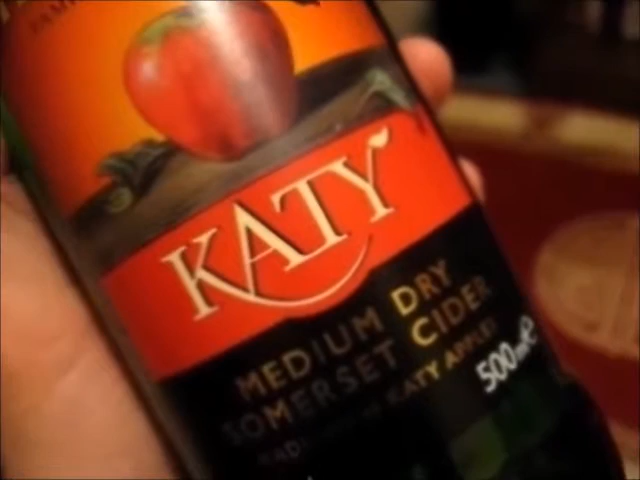 KATY
MEDIUM DRY
SOMERSET CIDER
KATY APPLES
500ml e